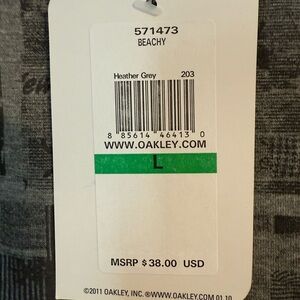 571473
BEACHY
Heather Grey 203
8 85614 46413 0
WWW.OAKLEY.COM
L
MSRP $38.00 USD
©2011 OAKLEY, INC. ®WWW.OAKLEY.COM 01 10